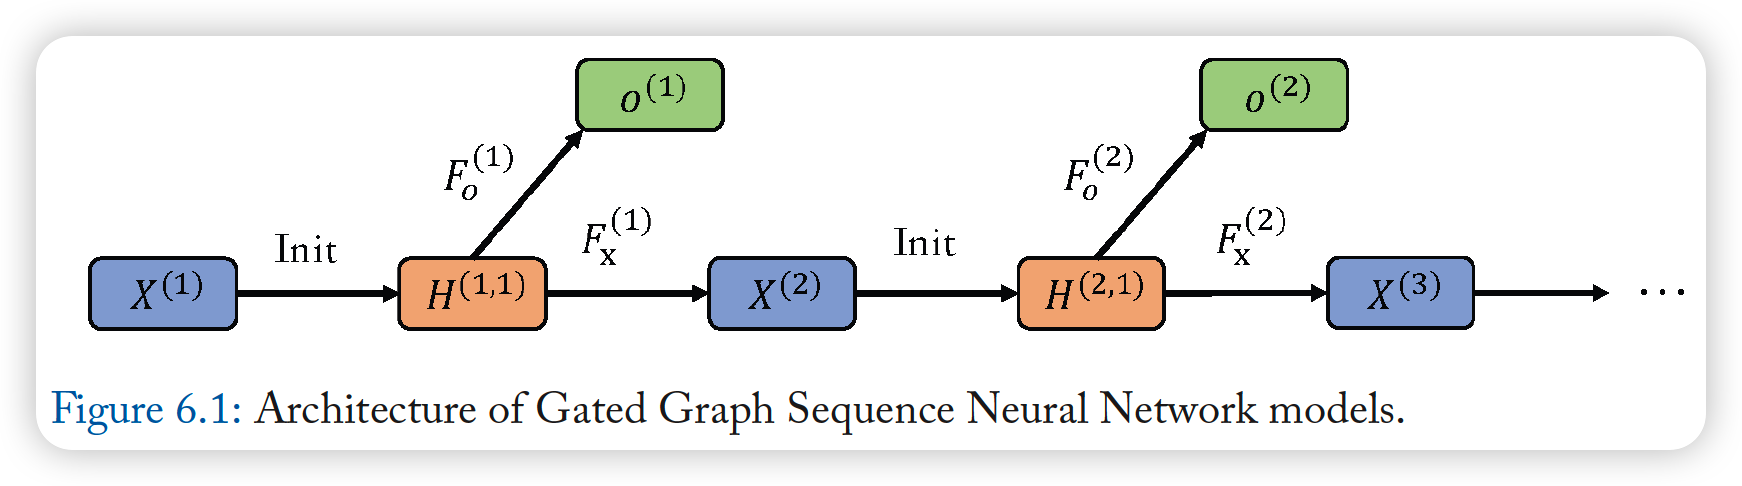 o^(1) o^(2)
F_o^(1) F_o^(2)
Init F_x^(1) Init F_x^(2)
X^(1) H^(1,1) X^(2) H^(2,1) X^(3) ...
Figure 6.1: Architecture of Gated Graph Sequence Neural Network models.